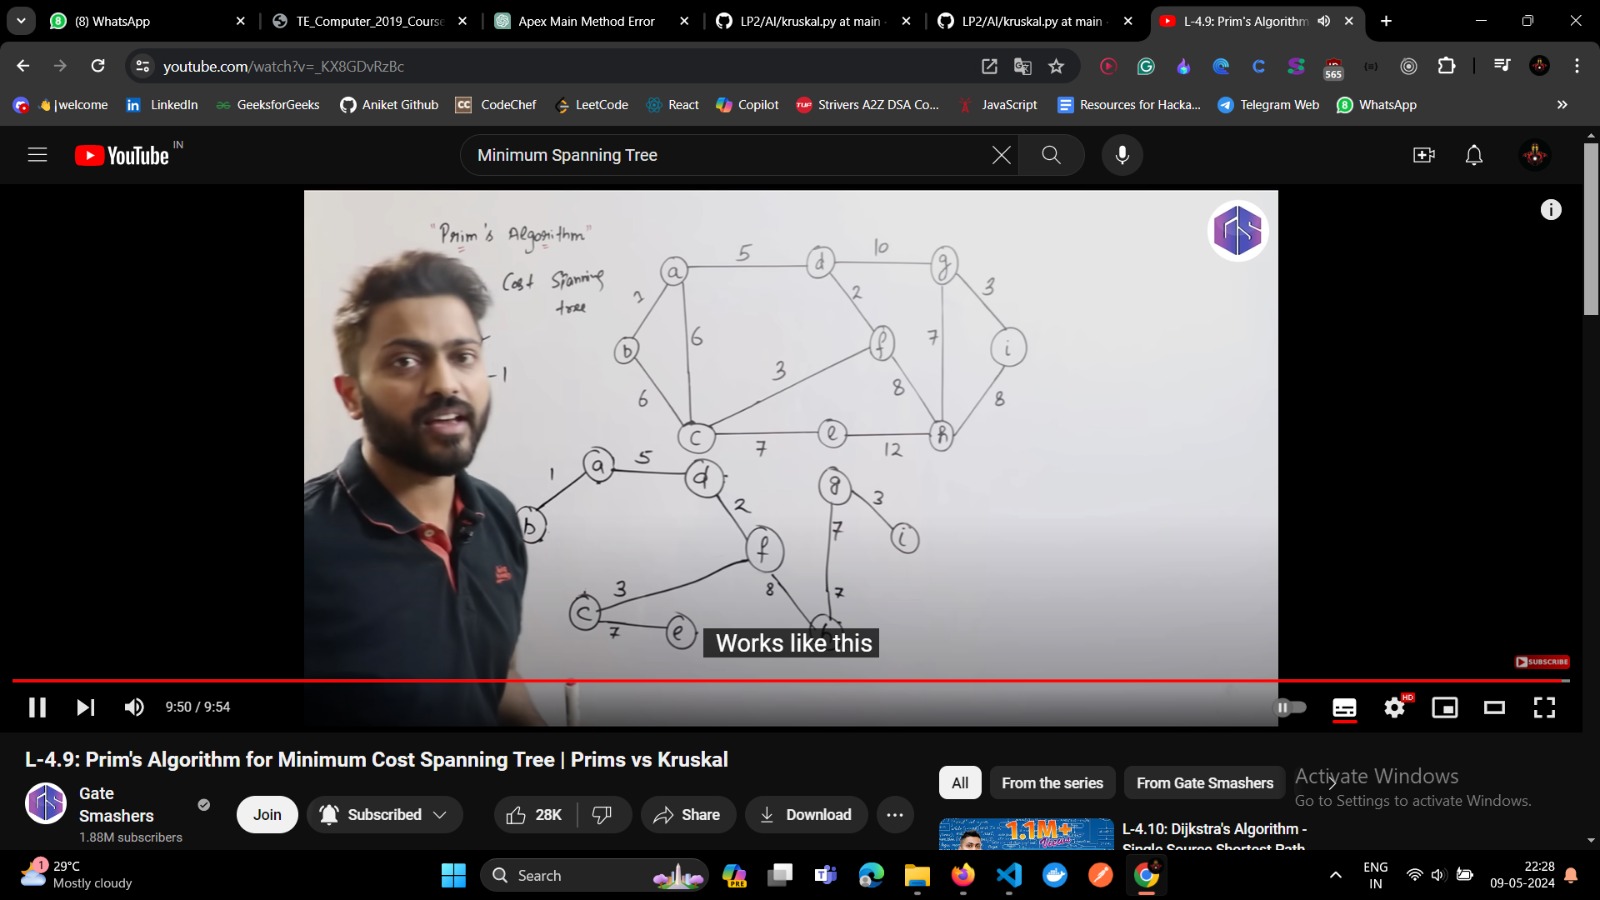 (8) WhatsApp
TE_Computer_2019_Course
Apex Main Method Error
LP2/AI/kruskal.py at main
LP2/AI/kruskal.py at main
L-4.9: Prim's Algorithm
youtube.com/watch?v=_KX8GDvRzBc
565
|welcome
LinkedIn
GeeksforGeeks
Aniket Github
CC CodeChef
LeetCode
React
Copilot
TUF Strivers A2Z DSA Co...
JavaScript
Resources for Hacka...
Telegram Web
8 WhatsApp
YouTube IN
Minimum Spanning Tree
"Prim's Algorithm"
Cost Spanning
tree
-1
a 5 d 10 g
1 6 2 7 3
b f i
6 3 8 8
c 7 e 12 h
a 5 d g 3
1 2 7 i
b f
3 8 7
c 7 e h
Works like this
SUBSCRIBE
9:50 / 9:54
HD
L-4.9: Prim's Algorithm for Minimum Cost Spanning Tree | Prims vs Kruskal
Gate
Smashers
1.88M subscribers
Join
Subscribed
28K
Share
Download
All
From the series
From Gate Smashers
Activate Windows
Go to Settings to activate Windows.
1.1M+
L-4.10: Dijkstra's Algorithm -
Single Source Shortest Path
1
29°C
Mostly cloudy
Search
PRE
ENG
IN
22:28
09-05-2024